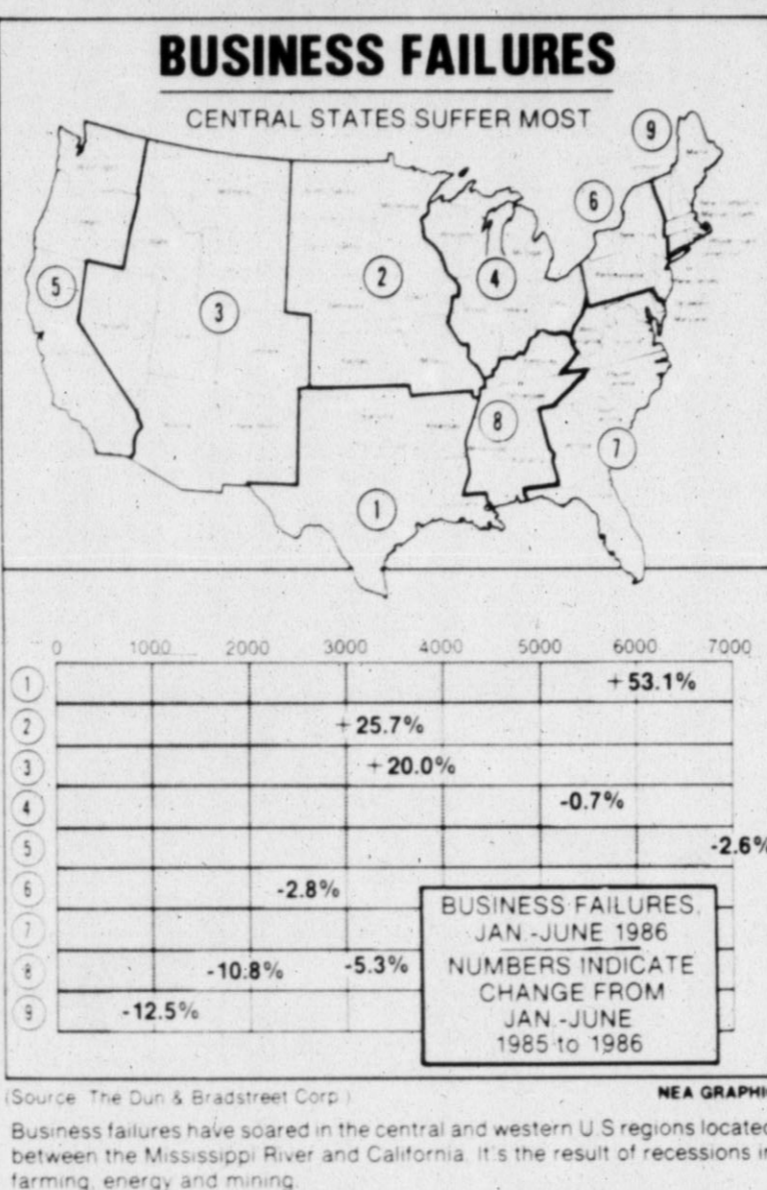 BUSINESS FAILURES
CENTRAL STATES SUFFER MOST
9
6
5
3
2
4
8
7
1
0 1000 2000 3000 4000 5000 6000 7000
1 +53.1%
2 +25.7%
3 +20.0%
4 -0.7%
5 -2.6%
6 -2.8%
7
8 -10.8% -5.3%
9 -12.5%
BUSINESS FAILURES,
JAN.-JUNE 1986
NUMBERS INDICATE
CHANGE FROM
JAN.-JUNE
1985 to 1986
(Source: The Dun & Bradstreet Corp.)
NEA GRAPHI
Business failures have soared in the central and western U.S regions located
between the Mississippi River and California. It's the result of recessions in
farming, energy and mining.